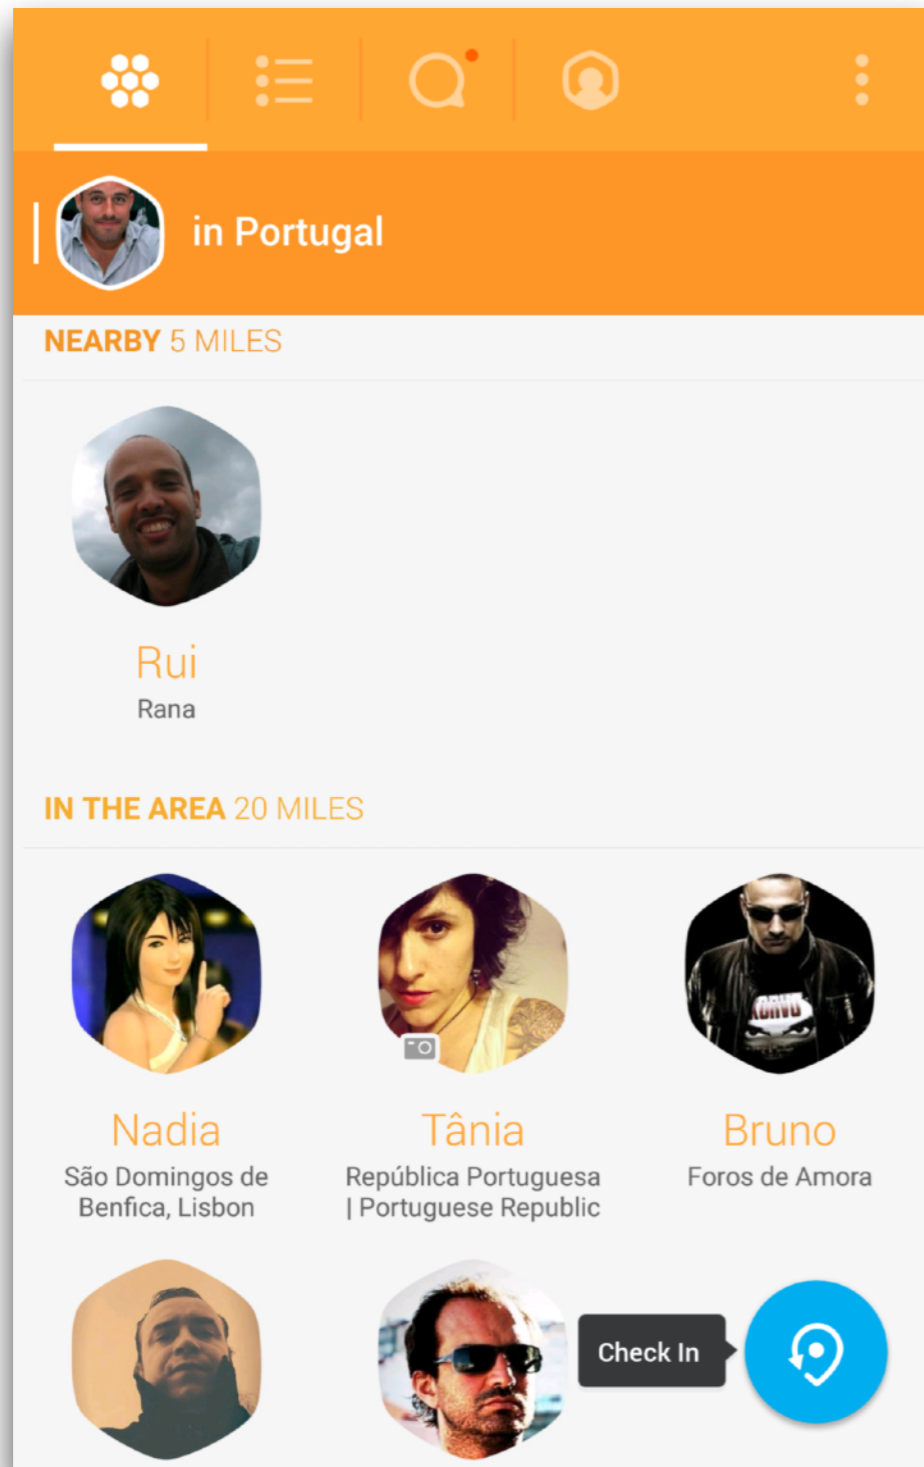 in Portugal
NEARBY 5 MILES
Rui
Rana
IN THE AREA 20 MILES
Nadia
São Domingos de
Benfica, Lisbon
Tânia
República Portuguesa
| Portuguese Republic
Bruno
Foros de Amora
Check In